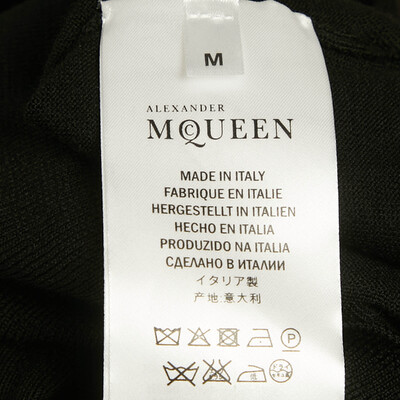 M
ALEXANDER
McQUEEN
MADE IN ITALY
FABRIQUE EN ITALIE
HERGESTELLT IN ITALIEN
HECHO EN ITALIA
PRODUZIDO NA ITALIA
СДЕЛАНО В ИТАЛИИ
イタリア製
产地:意大利
P